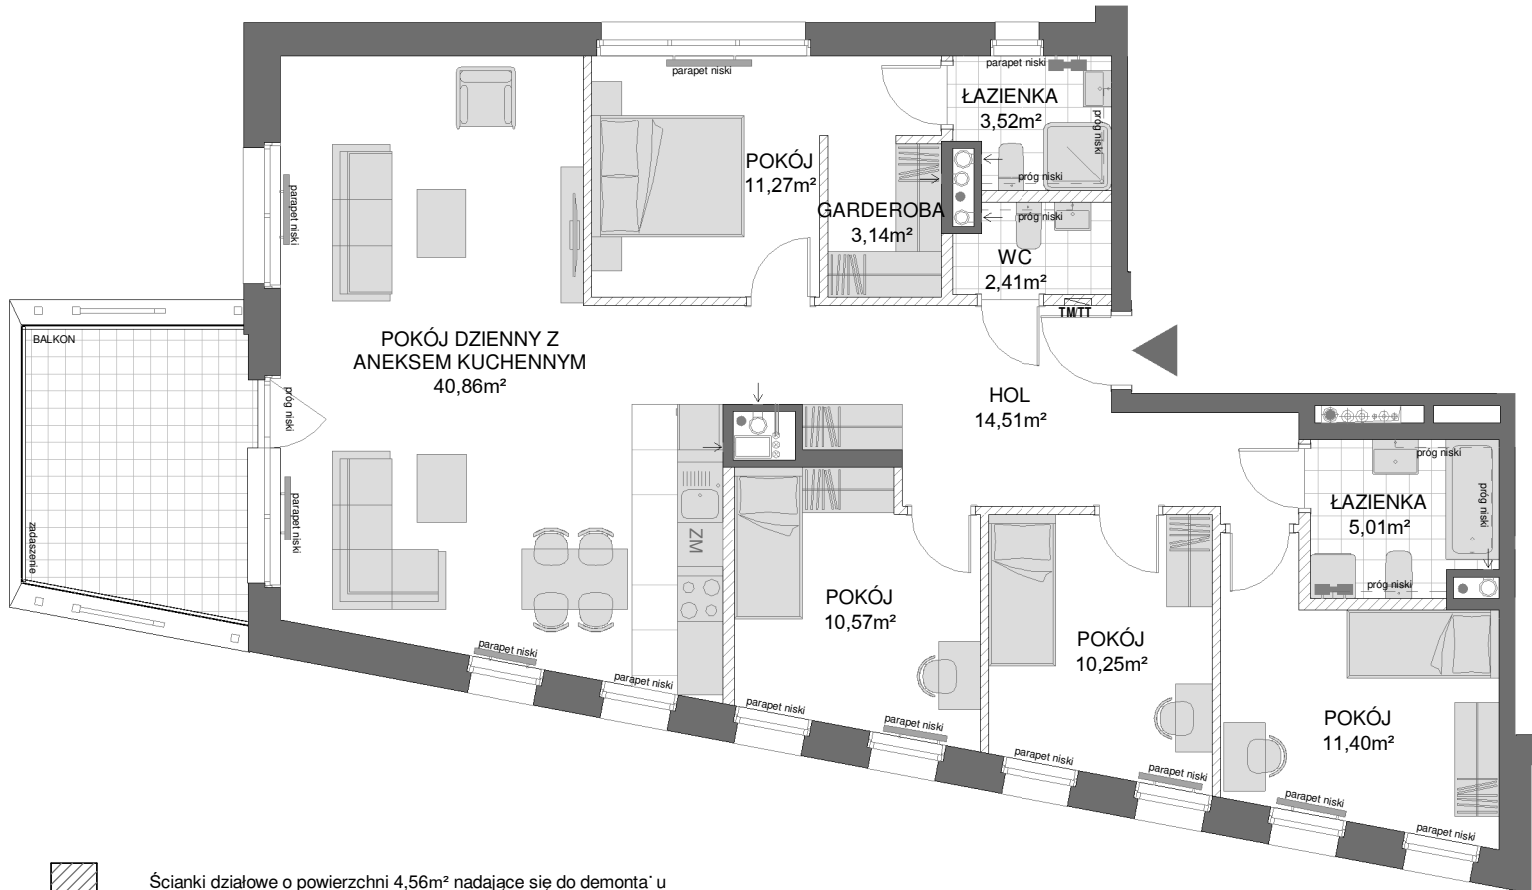 parapet niski
parapet niski
ŁAZIENKA
3,52m²
próg niski
POKÓJ
11,27m²
próg niski
parapet niski
GARDEROBA
3,14m²
próg niski
WC
2,41m²
TM/TT
BALKON
POKÓJ DZIENNY Z
ANEKSEM KUCHENNYM
40,86m²
próg niski
HOL
14,51m²
próg niski
parapet niski
zadaszenie
ZM
ŁAZIENKA
5,01m²
próg niski
próg niski
POKÓJ
10,57m²
POKÓJ
10,25m²
POKÓJ
11,40m²
parapet niski
parapet niski
parapet niski
parapet niski
parapet niski
parapet niski
parapet niski
parapet niski
Ścianki działowe o powierzchni 4,56m² nadające się do demonta˙u